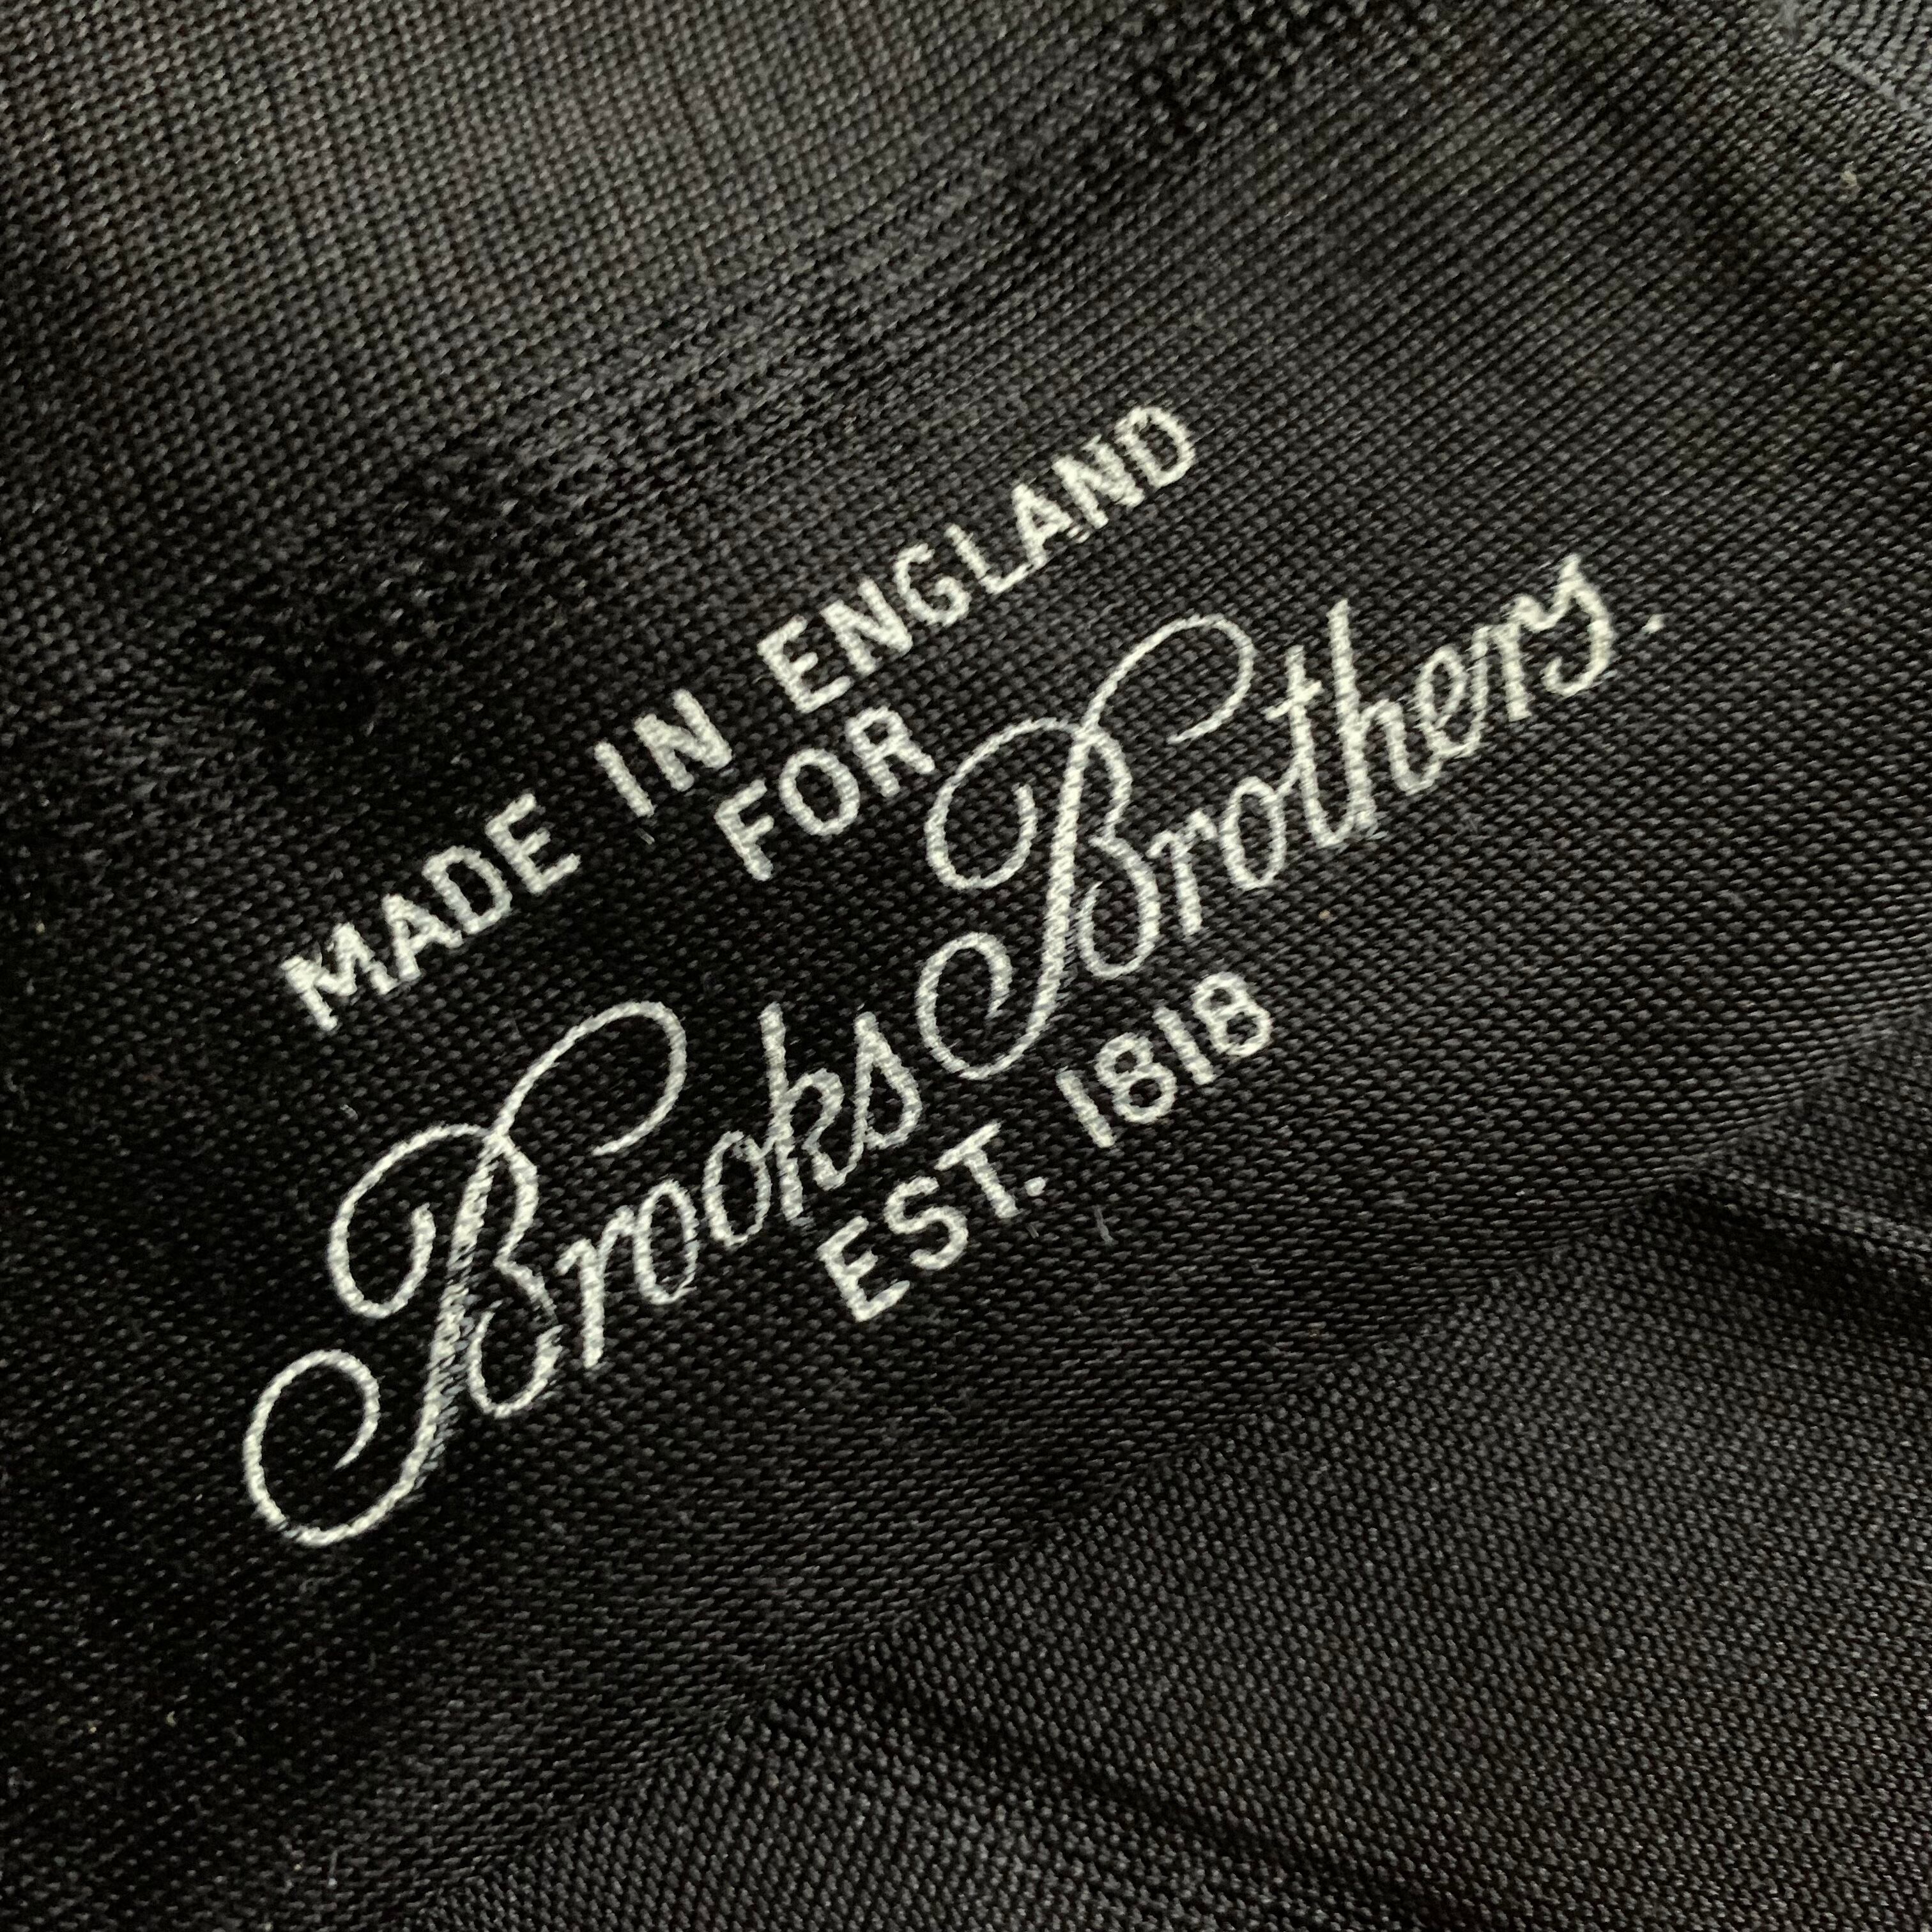 MADE IN ENGLAND
FOR
Brooks Brothers.
EST. 1818